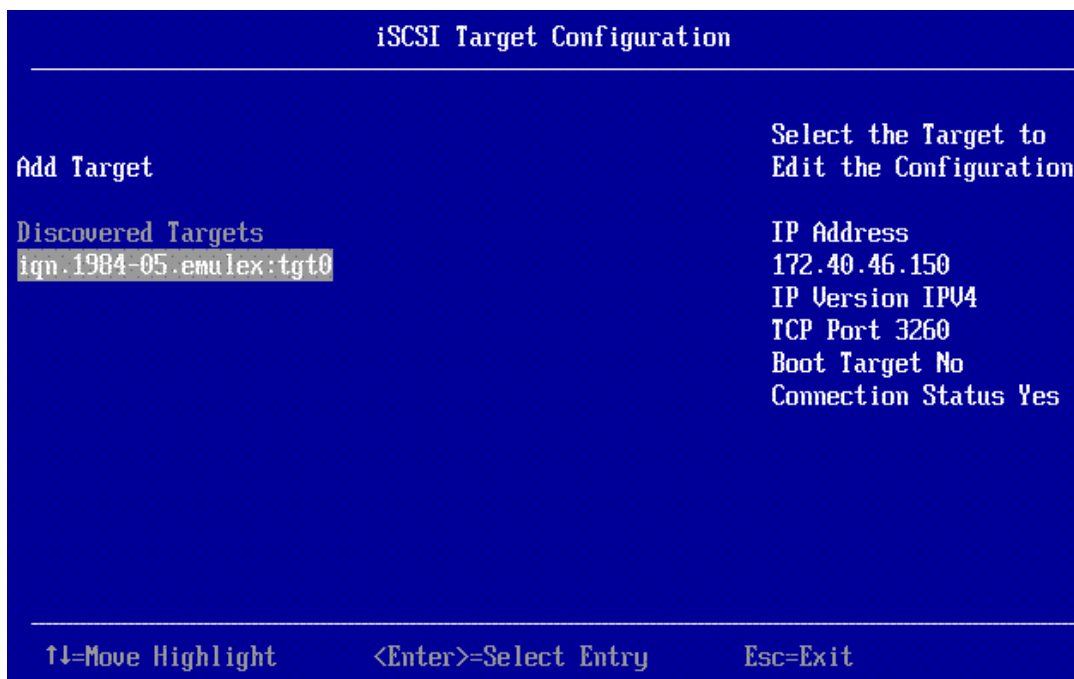 iSCSI Target Configuration
Add Target
Discovered Targets
iqn.1984-05.emulex:tgt0
Select the Target to
Edit the Configuration
IP Address
172.40.46.150
IP Version IPV4
TCP Port 3260
Boot Target No
Connection Status Yes
↑↓=Move Highlight <Enter>=Select Entry Esc=Exit